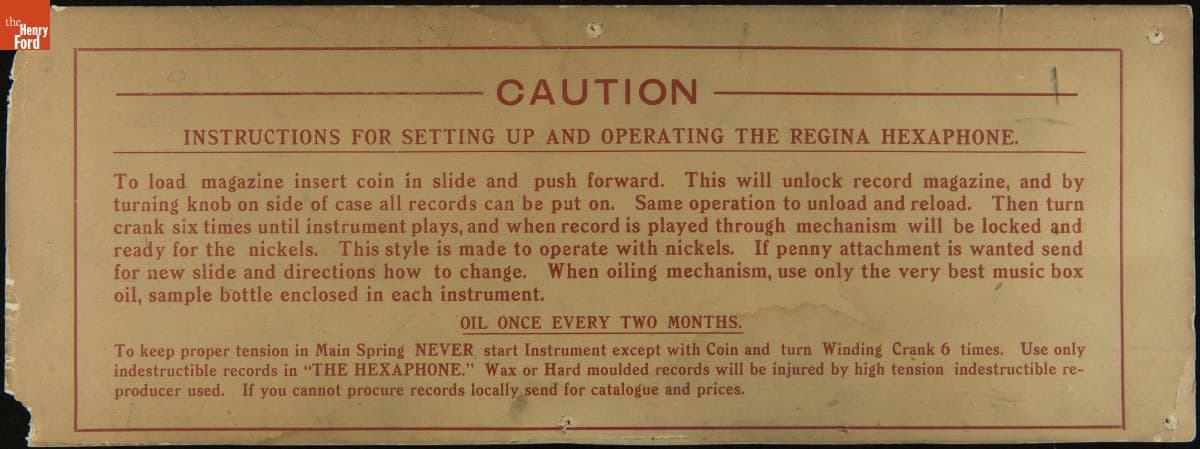 the
Henry
Ford
CAUTION
INSTRUCTIONS FOR SETTING UP AND OPERATING THE REGINA HEXAPHONE.
To load magazine insert coin in slide and push forward. This will unlock record magazine, and by
turning knob on side of case all records can be put on. Same operation to unload and reload. Then turn
crank six times until instrument plays, and when record is played through mechanism will be locked and
ready for the nickels. This style is made to operate with nickels. If penny attachment is wanted send
for new slide and directions how to change. When oiling mechanism, use only the very best music box
oil, sample bottle enclosed in each instrument.
OIL ONCE EVERY TWO MONTHS.
To keep proper tension in Main Spring NEVER start Instrument except with Coin and turn Winding Crank 6 times. Use only
indestructible records in "THE HEXAPHONE." Wax or Hard moulded records will be injured by high tension indestructible re-
producer used. If you cannot procure records locally send for catalogue and prices.